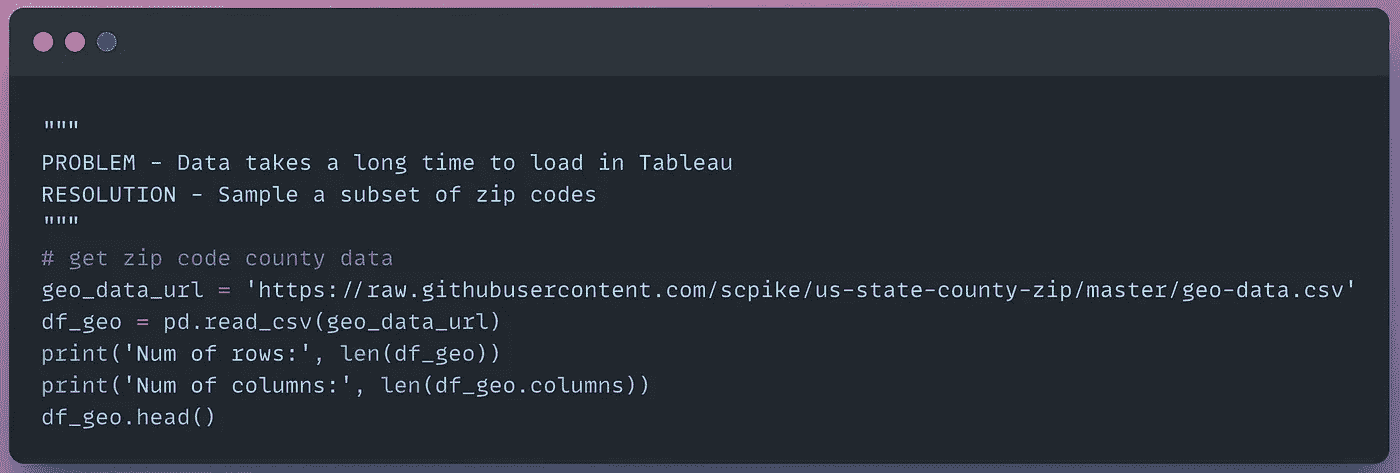 """
PROBLEM - Data takes a long time to load in Tableau
RESOLUTION - Sample a subset of zip codes
"""
# get zip code county data
geo_data_url = 'https://raw.githubusercontent.com/scpike/us-state-county-zip/master/geo-data.csv'
df_geo = pd.read_csv(geo_data_url)
print('Num of rows:', len(df_geo))
print('Num of columns:', len(df_geo.columns))
df_geo.head()